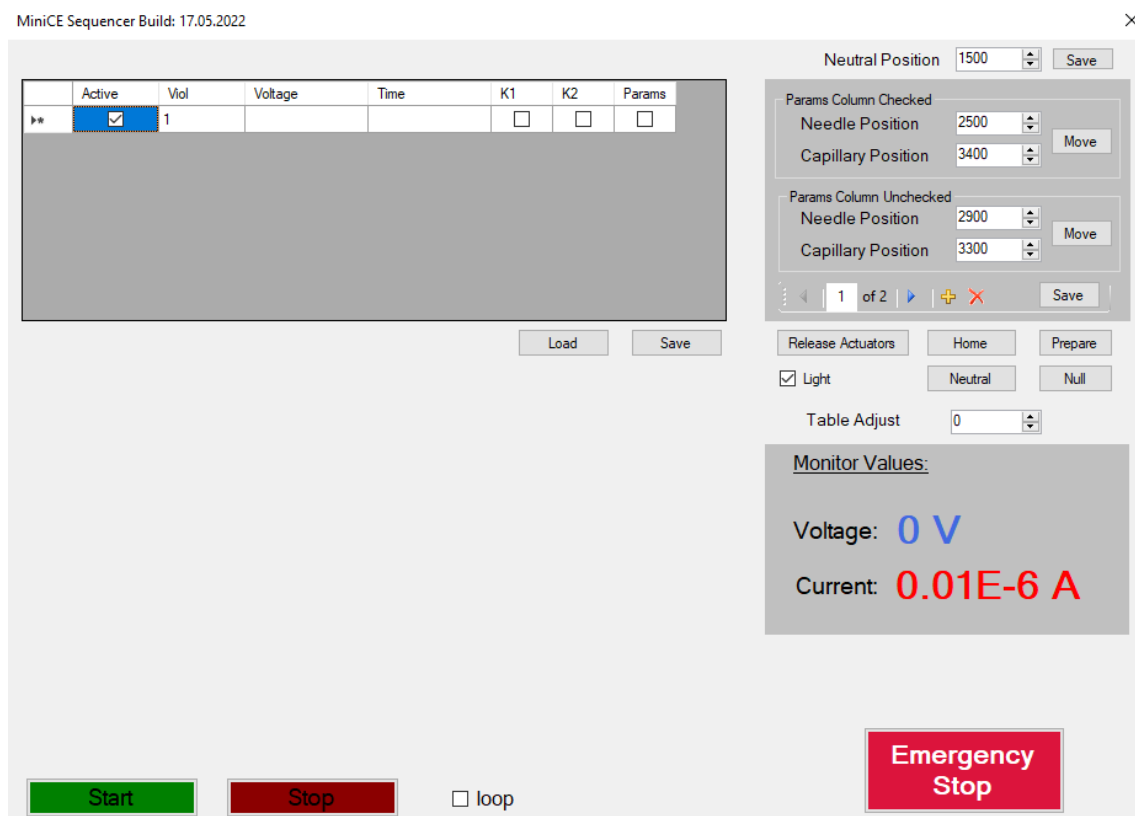 MiniCE Sequencer Build: 17.05.2022
Neutral Position 1500 Save
Active Viol Voltage Time K1 K2 Params
1
Params Column Checked
Needle Position 2500
Capillary Position 3400
Move
Params Column Unchecked
Needle Position 2900
Capillary Position 3300
Move
1 of 2 Save
Load Save
Release Actuators Home Prepare
Light Neutral Null
Table Adjust 0
Monitor Values:
Voltage: 0 V
Current: 0.01E-6 A
Emergency
Stop
Start Stop loop